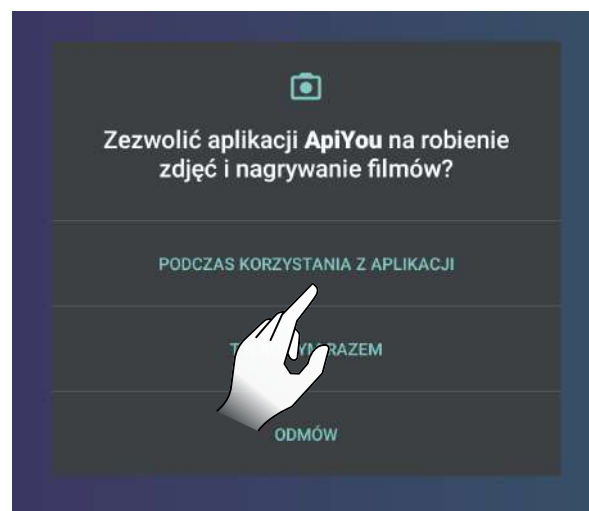 Zezwolić aplikacji ApiYou na robienie
zdjęć i nagrywanie filmów?
PODCZAS KORZYSTANIA Z APLIKACJI
RAZEM
ODMÓW